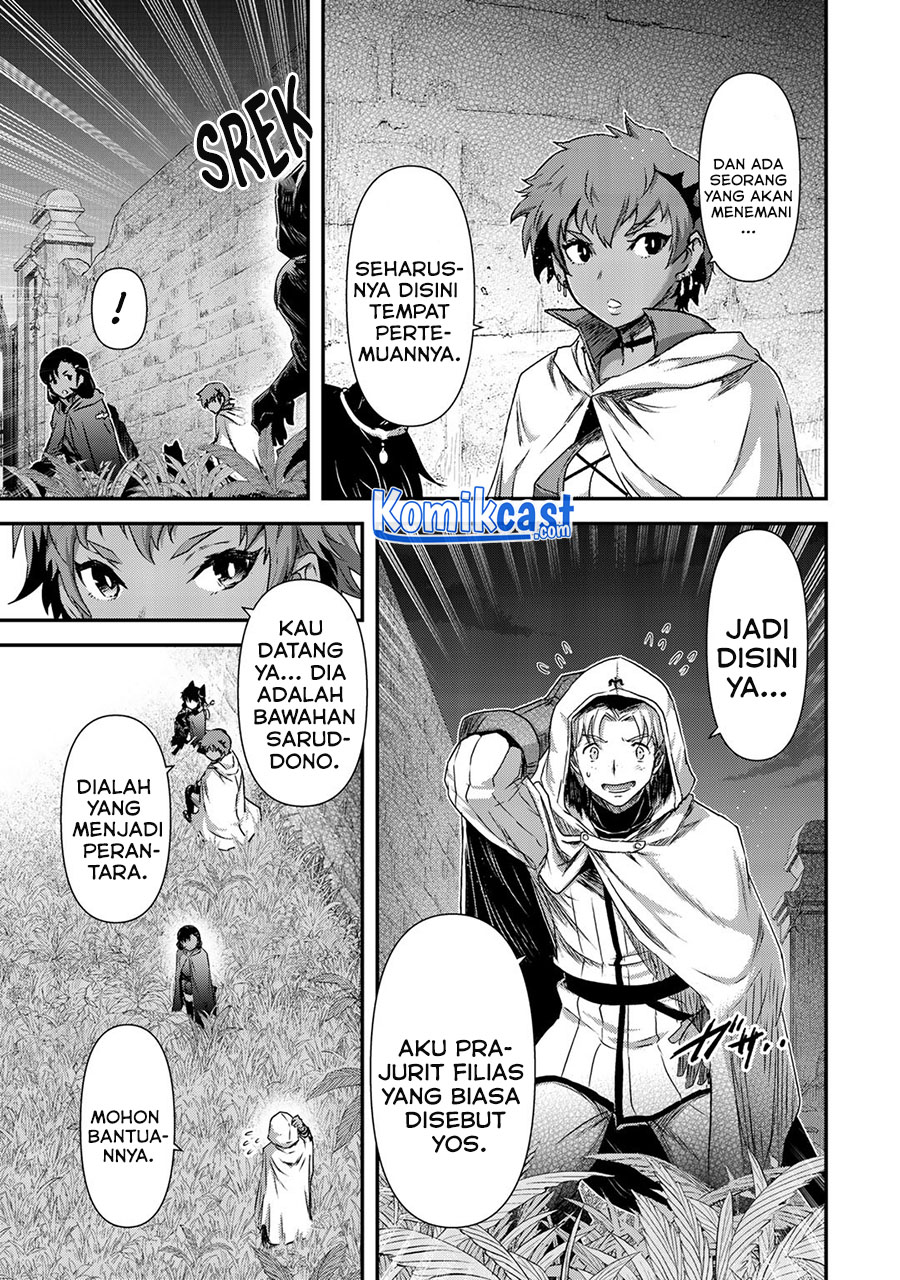 DAN ADA
SEORANG
YANG AKAN
MENEMANI
...
SEHARUS-
NYA DISINI
TEMPAT
PERTE-
MUANNYA.
SREK
!
Komikcast
.com
JADI
DISINI
YA...
AKU PRA-
JURIT FILIAS
YANG BIASA
DISEBUT
YOS.
ガサ..
KAU
DATANG
YA... DIA
ADALAH
BAWAHAN
SARUD-
DONO.
DIALAH
YANG
MENJADI
PERAN-
TARA.
MOHON
BANTUA-
NNYA.